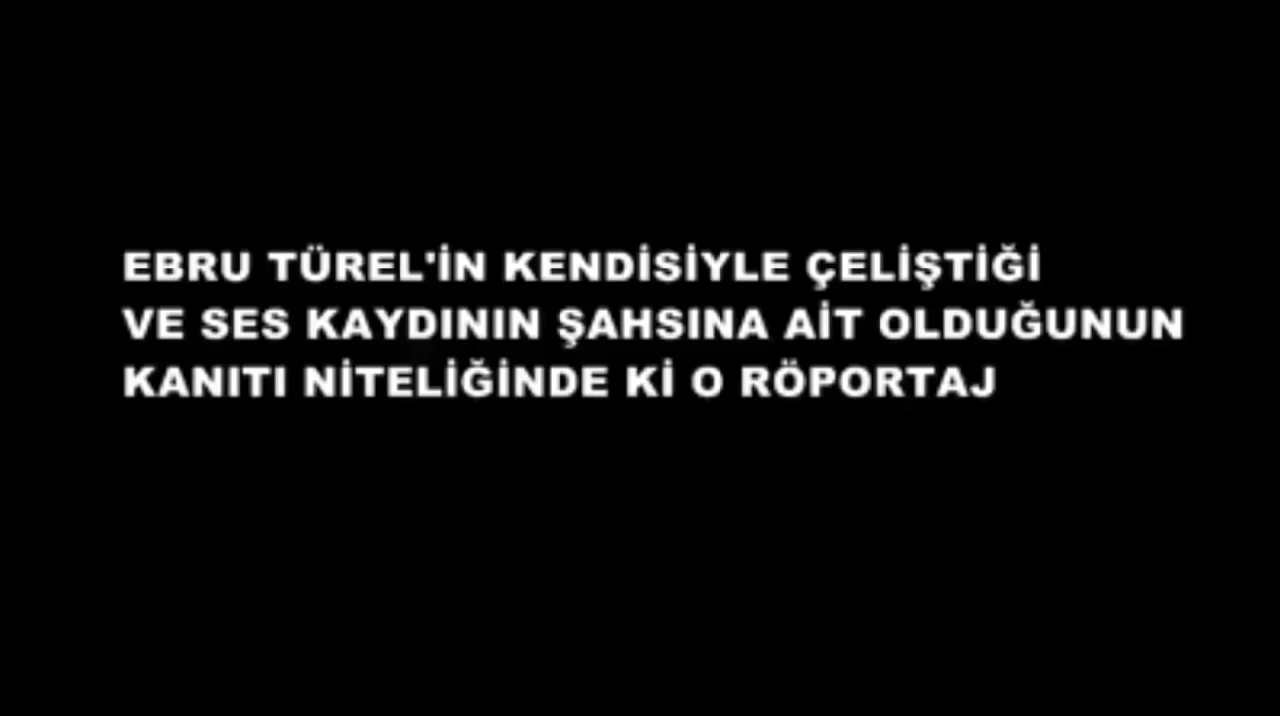 EBRU TÜREL'İN KENDİSİYLE ÇELİŞTİĞİ
VE SES KAYDININ ŞAHSINA AİT OLDUĞUNUN
KANITI NİTELİĞİNDE Kİ O RÖPORTAJ